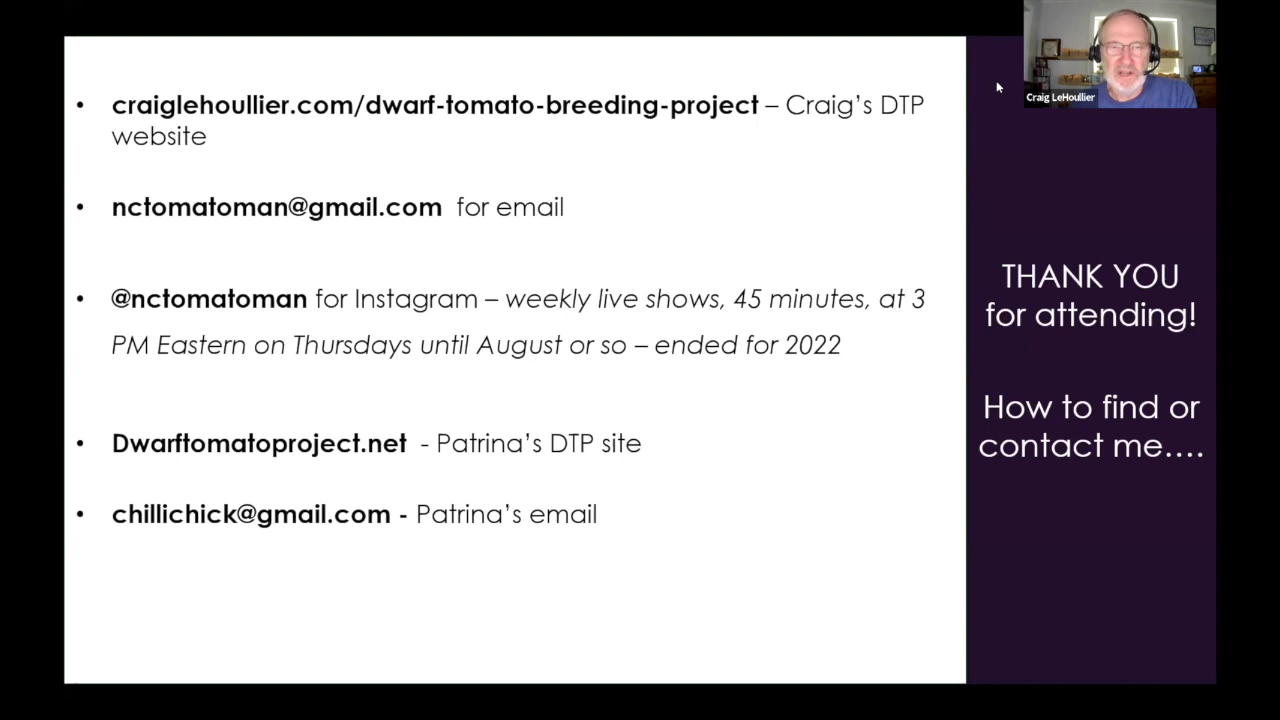 craiglehoullier.com/dwarf-tomato-breeding-project – Craig’s DTP
website
nctomatoman@gmail.com for email
@nctomatoman for Instagram – weekly live shows, 45 minutes, at 3
PM Eastern on Thursdays until August or so – ended for 2022
Dwarftomatoproject.net - Patrina’s DTP site
chillichick@gmail.com - Patrina’s email
THANK YOU
for attending!
How to find or
contact me....
Craig LeHoullier